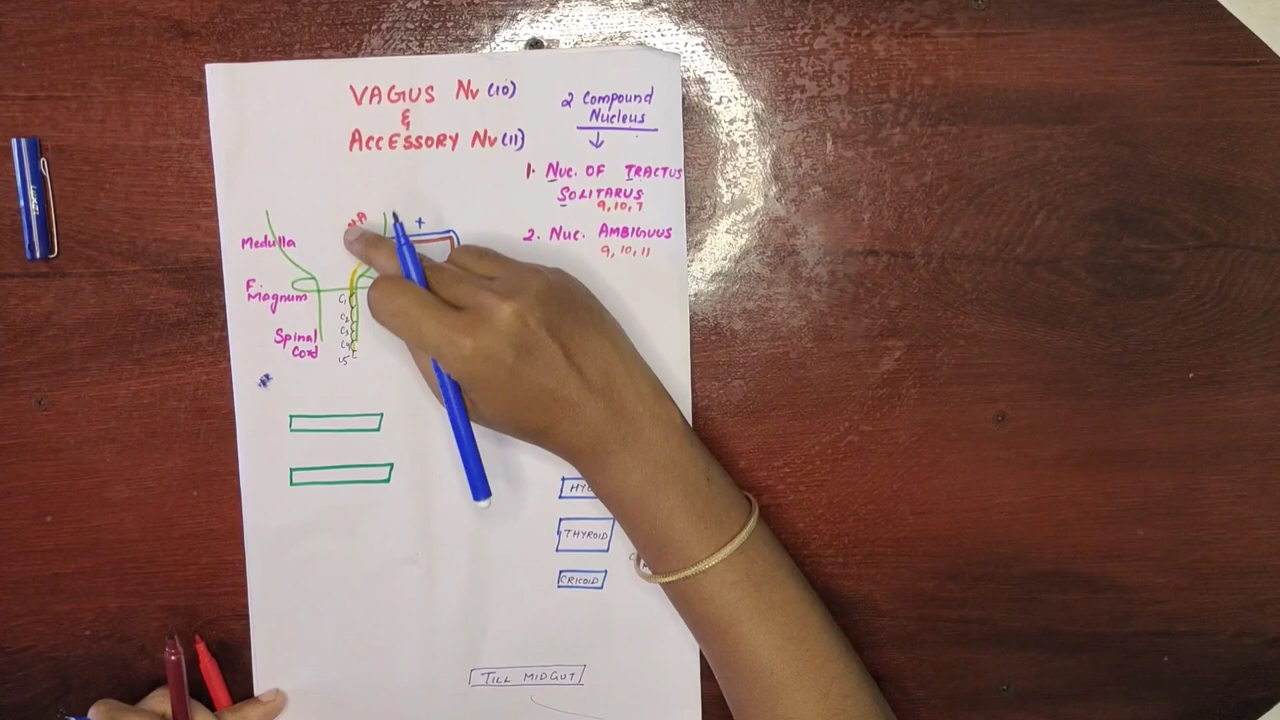 VAGUS Nv (10)
&
ACCESSORY Nv (11)
2 Compound
Nucleus
1. Nuc. OF TRACTUS
SOLITARUS
9, 10, 7
2. Nuc. AMBIGUUS
9, 10, 11
+
Medulla
F.
Magnum
Spinal
Cord
C1
C2
C3
C4
C5
THYROID
CRICOID
TILL MIDGUT